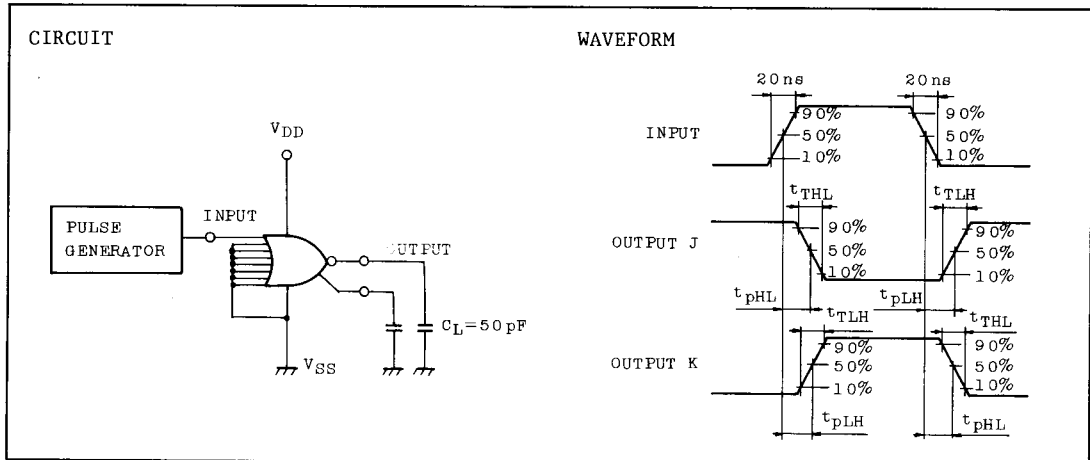 CIRCUIT
V_DD
PULSE
GENERATOR
INPUT
OUTPUT
C_L=50pF
V_SS
WAVEFORM
20ns
20ns
INPUT
90%
50%
10%
90%
50%
10%
t_THL
t_TLH
OUTPUT J
90%
50%
10%
90%
50%
10%
t_pHL
t_pLH
t_TLH
t_THL
OUTPUT K
90%
50%
10%
90%
50%
10%
t_pLH
t_pHL